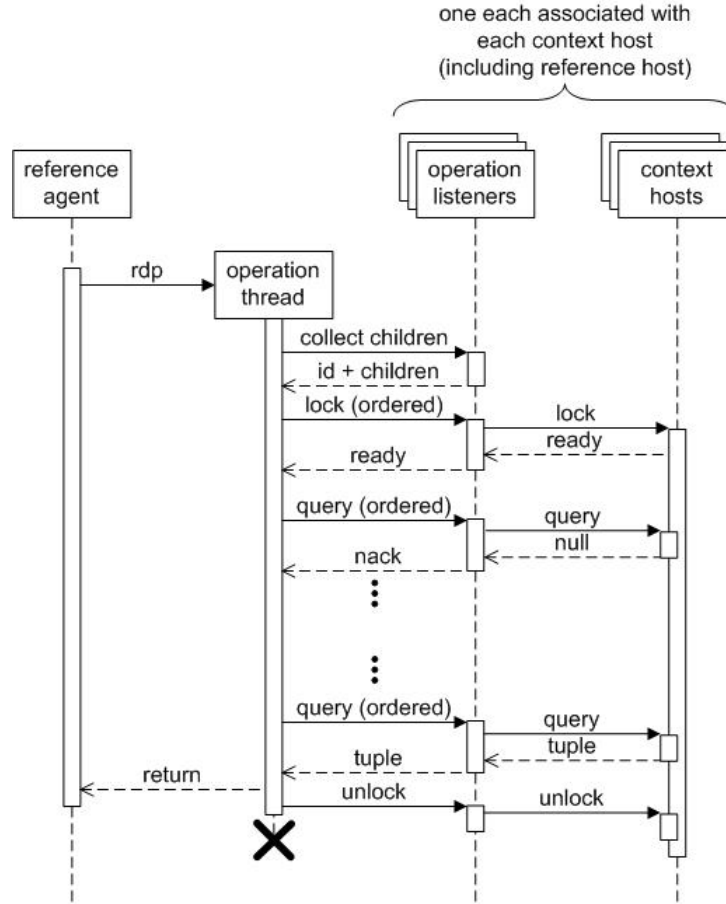 one each associated with
each context host
(including reference host)
reference
agent
operation
listeners
context
hosts
rdp
operation
thread
collect children
id + children
lock (ordered)
lock
ready
ready
query (ordered)
query
null
nack
query (ordered)
query
tuple
tuple
return
unlock
unlock